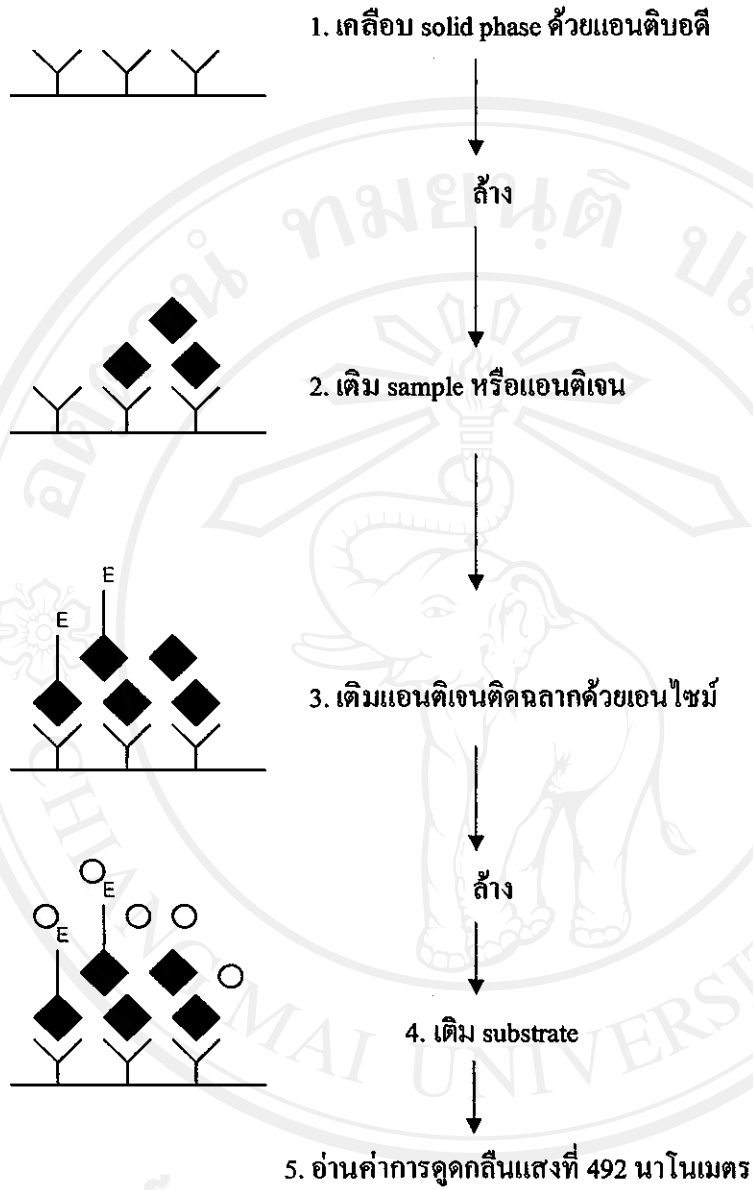 1. เคลือบ solid phase ด้วยแอนติบอดี
ล้าง
2. เติม sample หรือแอนติเจน
E
E
3. เติมแอนติเจนติดฉลากด้วยเอนไซม์
ล้าง
E
E
4. เติม substrate
5. อ่านค่าการดูดกลืนแสงที่ 492 นาโนเมตร
CHIANG MAI UNIVERSITY